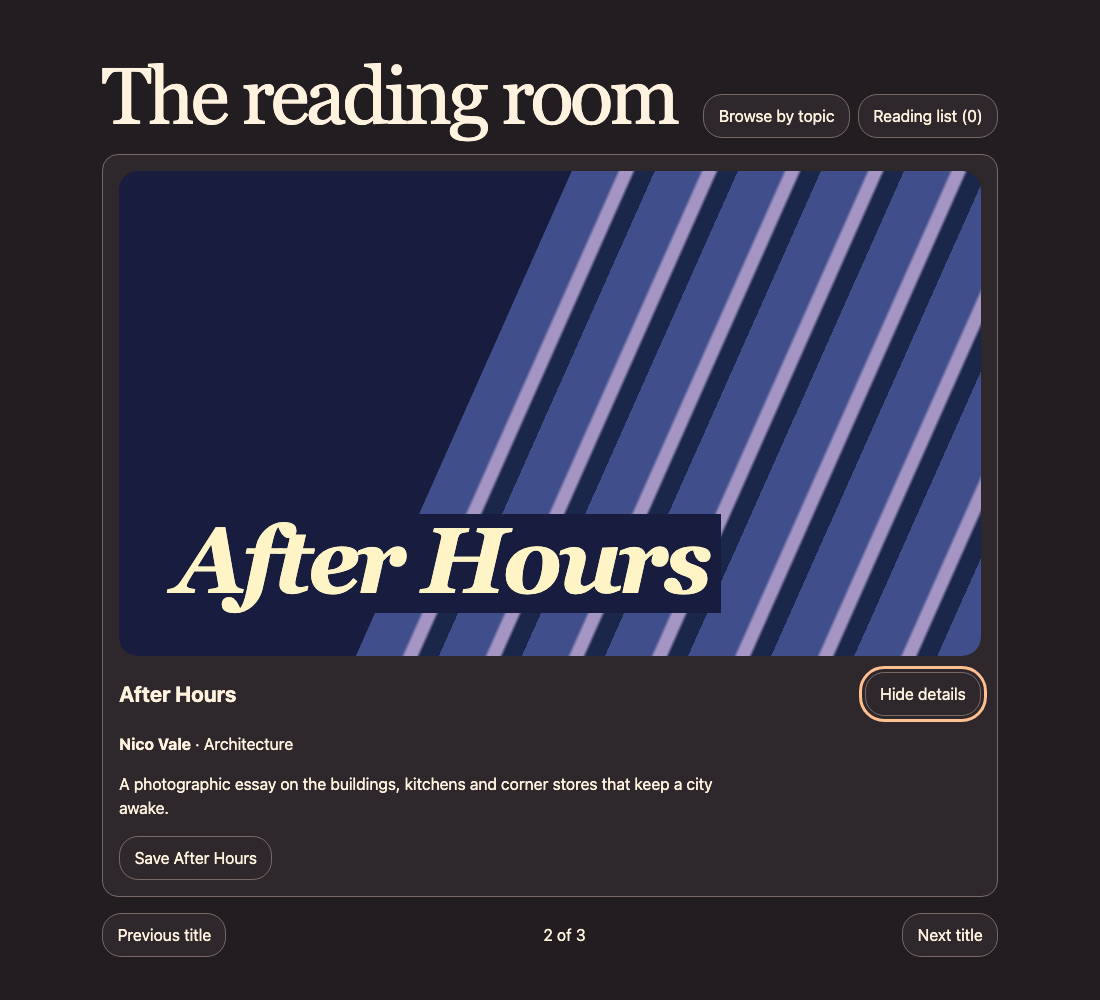 The reading room
Browse by topic
Reading list (0)
After Hours
After Hours
Hide details
Nico Vale · Architecture
A photographic essay on the buildings, kitchens and corner stores that keep a city
awake.
Save After Hours
Previous title
2 of 3
Next title